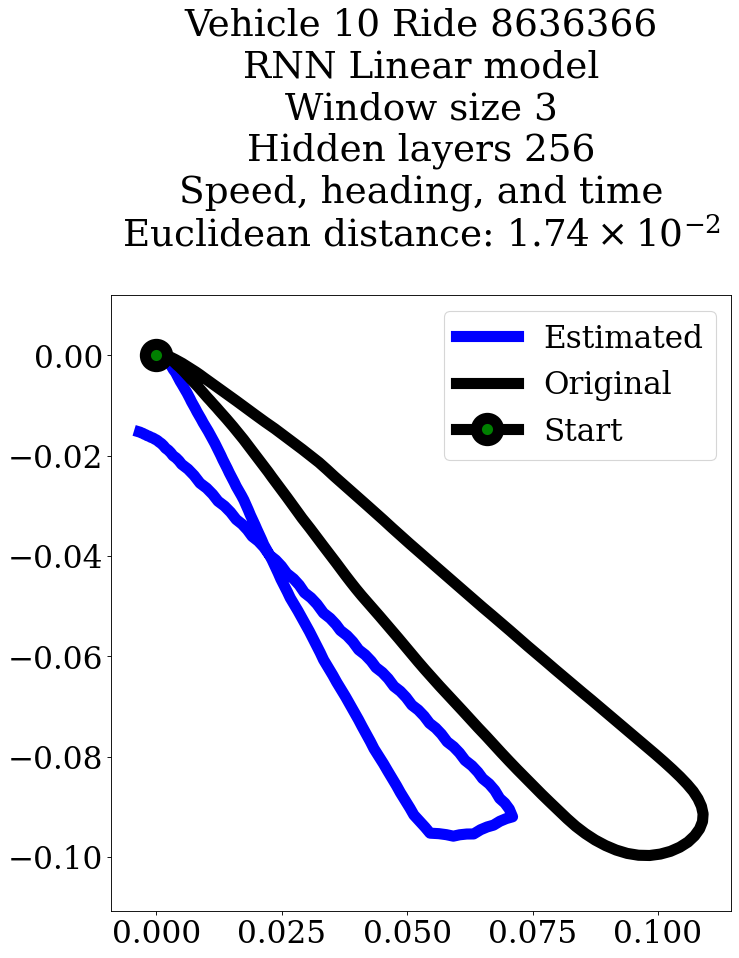 Vehicle 10 Ride 8636366
RNN Linear model
Window size 3
Hidden layers 256
Speed, heading, and time
Euclidean distance: 1.74 × 10⁻²
Estimated
Original
Start
0.00
−0.02
−0.04
−0.06
−0.08
−0.10
0.000 0.025 0.050 0.075 0.100